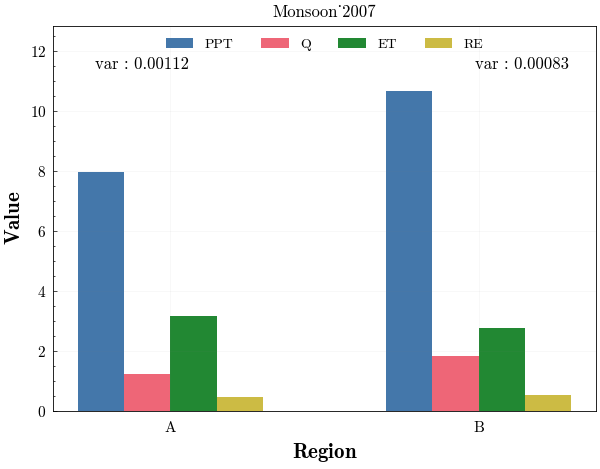 Monsoon˙2007
PPT Q ET RE
var : 0.00112 var : 0.00083
12
10
8
6
4
2
0
Value
A B
Region